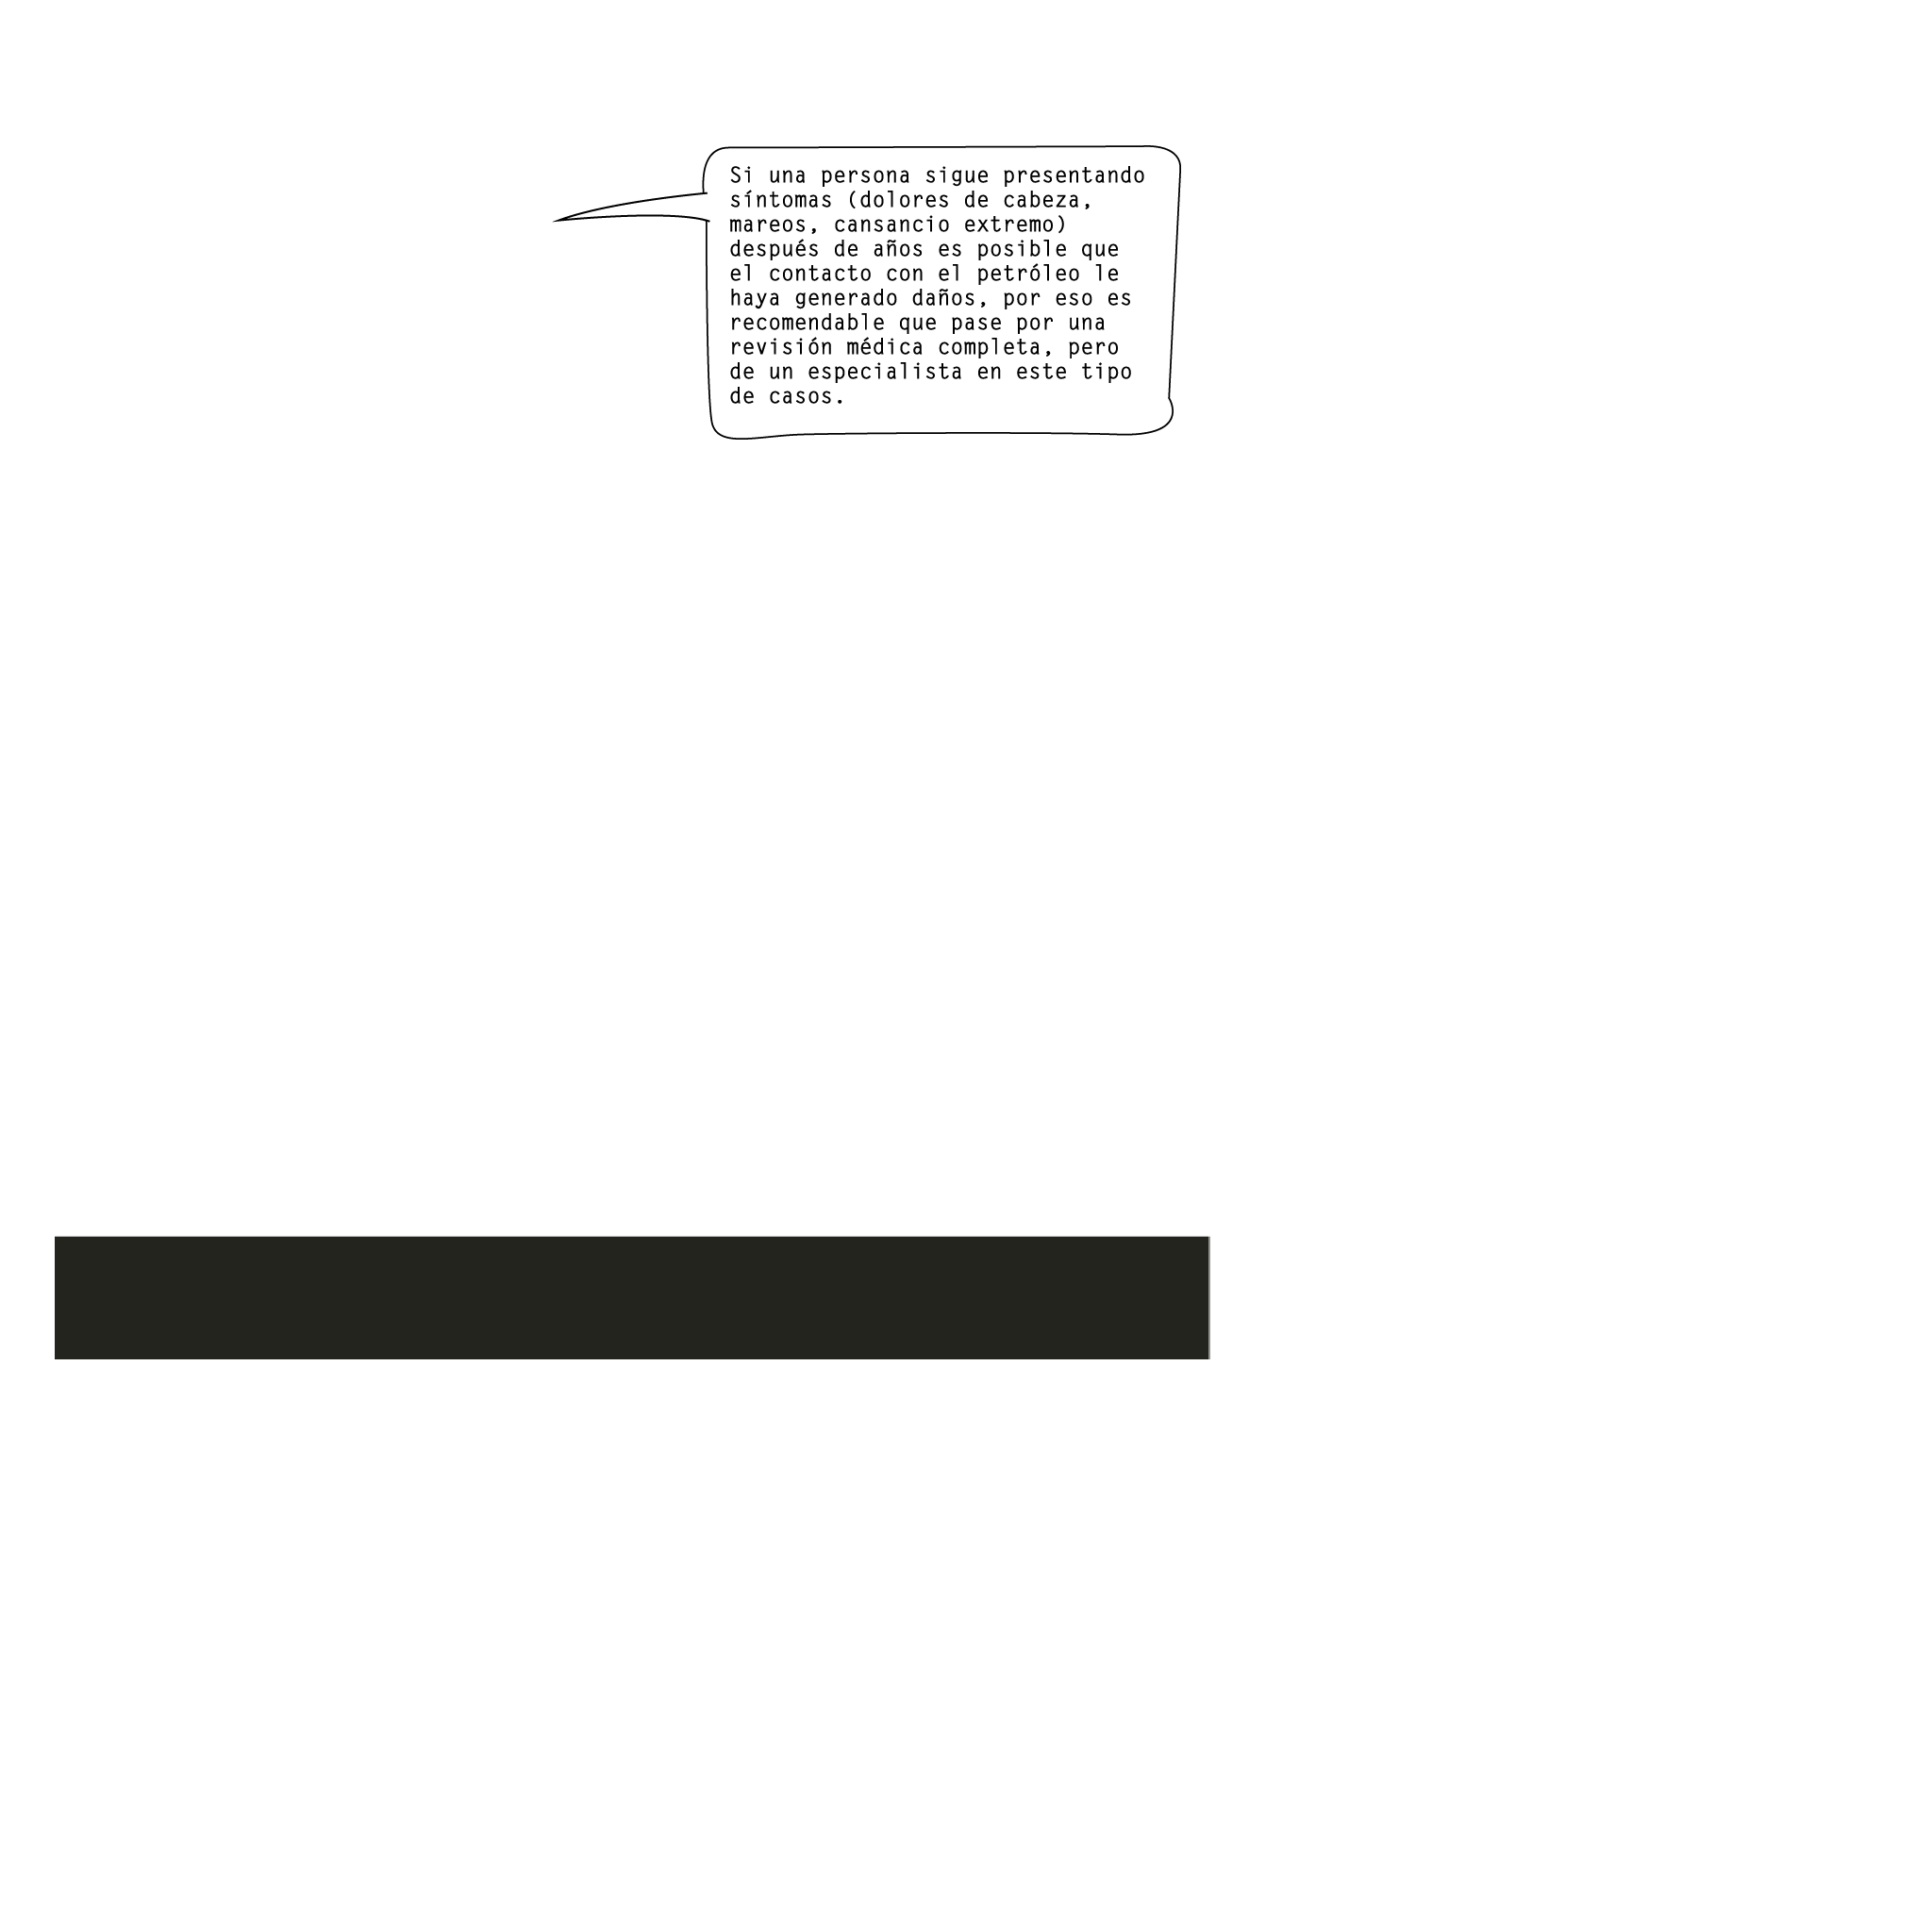 Si una persona sigue presentando
síntomas (dolores de cabeza,
mareos, cansancio extremo)
después de años es posible que
el contacto con el petróleo le
haya generado daños, por eso es
recomendable que pase por una
revisión médica completa, pero
de un especialista en este tipo
de casos.